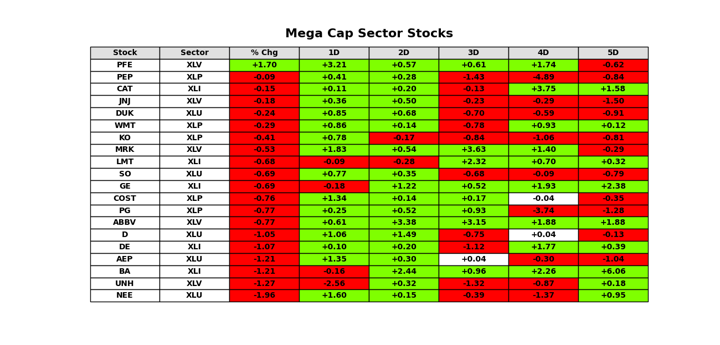 Mega Cap Sector Stocks
Stock Sector % Chg 1D 2D 3D 4D 5D
PFE XLV +1.70 +3.21 +0.57 +0.61 +1.74 -0.62
PEP XLP -0.09 +0.41 +0.28 -1.43 -4.89 -0.84
CAT XLI -0.15 +0.11 +0.20 -0.13 +3.75 +1.58
JNJ XLV -0.18 +0.36 +0.50 -0.23 -0.29 -1.50
DUK XLU -0.24 +0.85 +0.68 -0.70 -0.59 -0.91
WMT XLP -0.29 +0.86 +0.14 -0.78 +0.93 +0.12
KO XLP -0.41 +0.78 -0.17 -0.84 -1.06 -0.81
MRK XLV -0.53 +1.83 +0.54 +3.63 +1.40 -0.29
LMT XLI -0.68 -0.09 -0.28 +2.32 +0.70 +0.32
SO XLU -0.69 +0.77 +0.35 -0.68 -0.09 -0.79
GE XLI -0.69 -0.18 +1.22 +0.52 +1.93 +2.38
COST XLP -0.76 +1.34 +0.14 +0.17 -0.04 -0.35
PG XLP -0.77 +0.25 +0.52 +0.93 -3.74 -1.28
ABBV XLV -0.77 +0.61 +3.38 +3.15 +1.88 +1.88
D XLU -1.05 +1.06 +1.49 -0.75 +0.04 -0.13
DE XLI -1.07 +0.10 +0.20 -1.12 +1.77 +0.39
AEP XLU -1.21 +1.35 +0.30 +0.04 -0.30 -1.04
BA XLI -1.21 -0.16 +2.44 +0.96 +2.26 +6.06
UNH XLV -1.27 -2.56 +0.32 -1.32 -0.87 +0.18
NEE XLU -1.96 +1.60 +0.15 -0.39 -1.37 +0.95